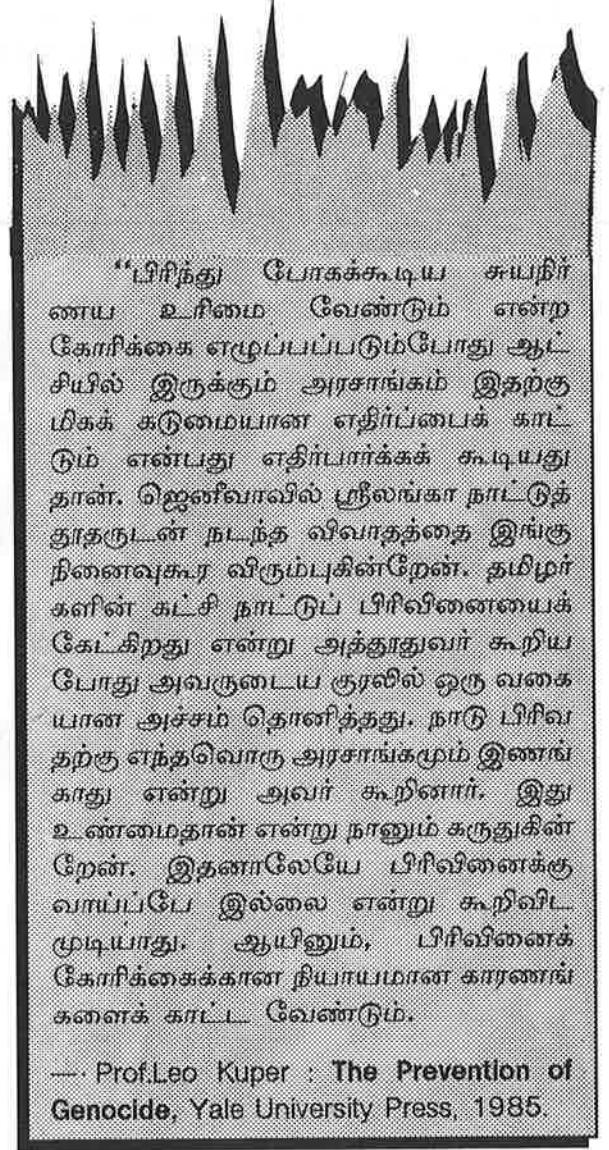 “பிரிந்து போகக்கூடிய சுயநிர்
ணய உரிமை வேண்டும் என்ற
கோரிக்கை எழுப்பப்படும்போது ஆட்
சியில் இருக்கும் அரசாங்கம் இதற்கு
மிகக் கடுமையான எதிர்ப்பைக் காட்
டும் என்பது எதிர்பார்க்கக் கூடியது
தான். ஜெனீவாவில் ஸ்ரீலங்கா நாட்டுத்
தூதருடன் நடந்த விவாதத்தை இங்கு
நினைவுகூர விரும்புகின்றேன். தமிழர்
களின் கட்சி நாட்டுப் பிரிவினையைக்
கேட்கிறது என்று அத்தூதுவர் கூறிய
போது அவருடைய குரலில் ஒரு வகை
யான அச்சம் தொனித்தது. நாடு பிரிவ
தற்கு எந்தவொரு அரசாங்கமும் இணங்
காது என்று அவர் கூறினார். இது
உண்மைதான் என்று நானும் கருதுகின்
றேன். இதனாலேயே பிரிவினைக்கு
வாய்ப்பே இல்லை என்று கூறிவிட
முடியாது. ஆயினும், பிரிவினைக்
கோரிக்கைக்கான நியாயமான காரணங்
களைக் காட்ட வேண்டும்.
— Prof.Leo Kuper : The Prevention of
Genocide, Yale University Press, 1985.